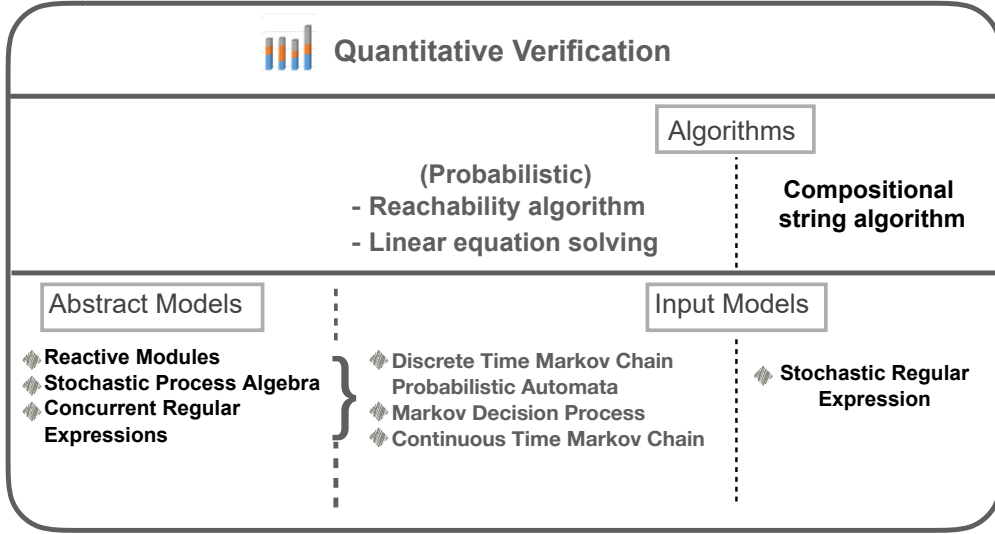 Quantitative Verification
Algorithms
(Probabilistic)
- Reachability algorithm
- Linear equation solving
Compositional
string algorithm
Abstract Models
Reactive Modules
Stochastic Process Algebra
Concurrent Regular
Expressions
Input Models
Discrete Time Markov Chain
Probabilistic Automata
Markov Decision Process
Continuous Time Markov Chain
Stochastic Regular
Expression